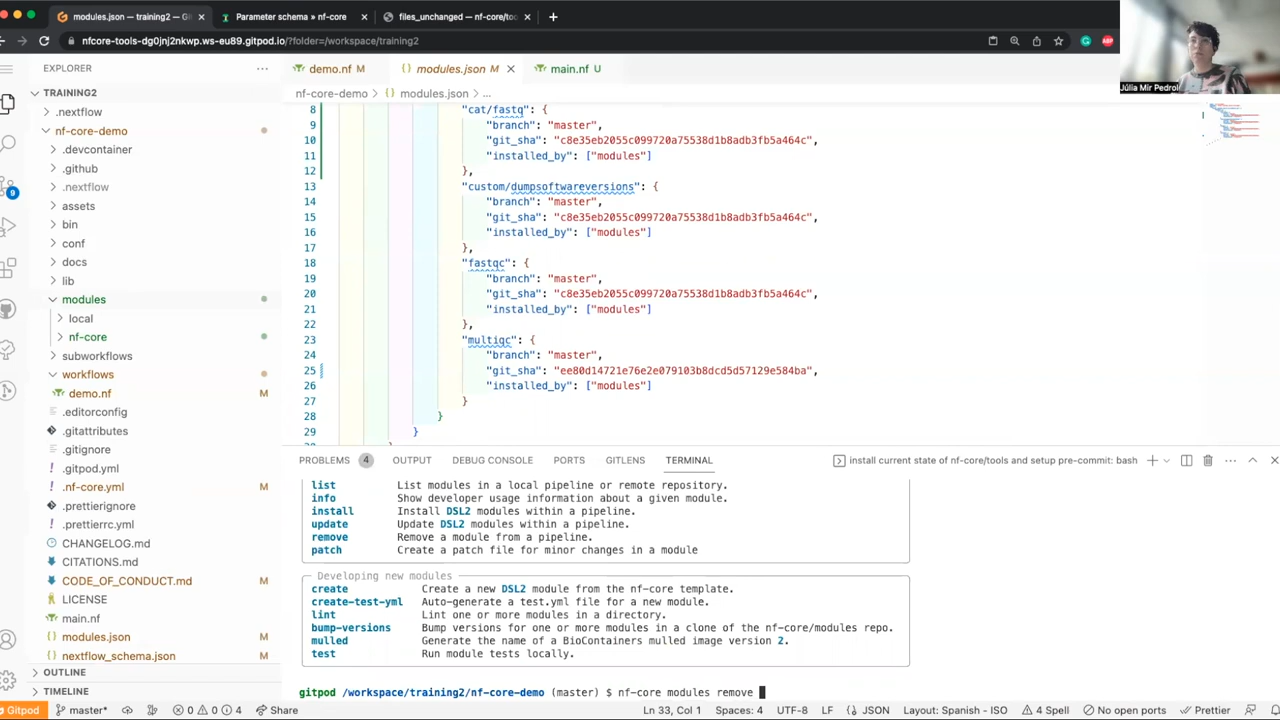 modules.json — training2 — Gi
Parameter schema » nf-core
files_unchanged — nf-core/too
nfcore-tools-dg0jnj2nkwp.ws-eu89.gitpod.io/?folder=/workspace/training2
ABP
Júlia Mir Pedrol
EXPLORER
TRAINING2
.nextflow
nf-core-demo
.devcontainer
.github
.nextflow
assets
bin
conf
docs
lib
modules
local
nf-core
subworkflows
workflows
demo.nf M
.editorconfig
.gitattributes
.gitignore
.gitpod.yml
.nf-core.yml M
.prettierignore
.prettierrc.yml
CHANGELOG.md
CITATIONS.md
CODE_OF_CONDUCT.md M
LICENSE
main.nf
modules.json M
nextflow_schema.json M
OUTLINE
TIMELINE
9
demo.nf M
modules.json M
main.nf U
nf-core-demo > {} modules.json > ...
8 "cat/fastq": {
9 "branch": "master",
10 "git_sha": "c8e35eb2055c099720a75538d1b8adb3fb5a464c",
11 "installed_by": ["modules"]
12 },
13 "custom/dumpsoftwareversions": {
14 "branch": "master",
15 "git_sha": "c8e35eb2055c099720a75538d1b8adb3fb5a464c",
16 "installed_by": ["modules"]
17 },
18 "fastqc": {
19 "branch": "master",
20 "git_sha": "c8e35eb2055c099720a75538d1b8adb3fb5a464c",
21 "installed_by": ["modules"]
22 },
23 "multiqc": {
24 "branch": "master",
25 "git_sha": "ee80d14721e76e2e079103b8dcd5d57129e584ba",
26 "installed_by": ["modules"]
27 }
28 }
29 }
PROBLEMS 4 OUTPUT DEBUG CONSOLE PORTS GITLENS TERMINAL
install current state of nf-core/tools and setup pre-commit: bash
list List modules in a local pipeline or remote repository.
info Show developer usage information about a given module.
install Install DSL2 modules within a pipeline.
update Update DSL2 modules within a pipeline.
remove Remove a module from a pipeline.
patch Create a patch file for minor changes in a module
Developing new modules
create Create a new DSL2 module from the nf-core template.
create-test-yml Auto-generate a test.yml file for a new module.
lint Lint one or more modules in a directory.
bump-versions Bump versions for one or more modules in a clone of the nf-core/modules repo.
mulled Generate the name of a BioContainers mulled image version 2.
test Run module tests locally.
gitpod /workspace/training2/nf-core-demo (master) $ nf-core modules remove
Gitpod master* 0 0 4 Share Ln 33, Col 1 Spaces: 4 UTF-8 LF {} JSON Layout: Spanish - ISO 4 Spell No open ports Prettier